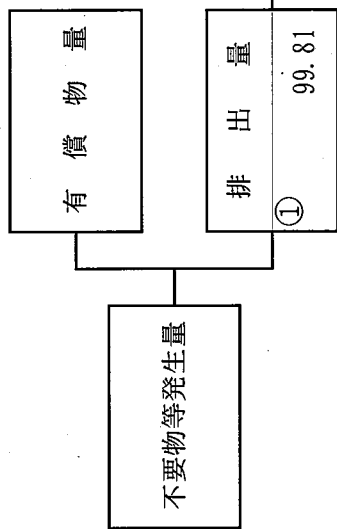 不要物等発生量
有償物量
排出量
①
99.81